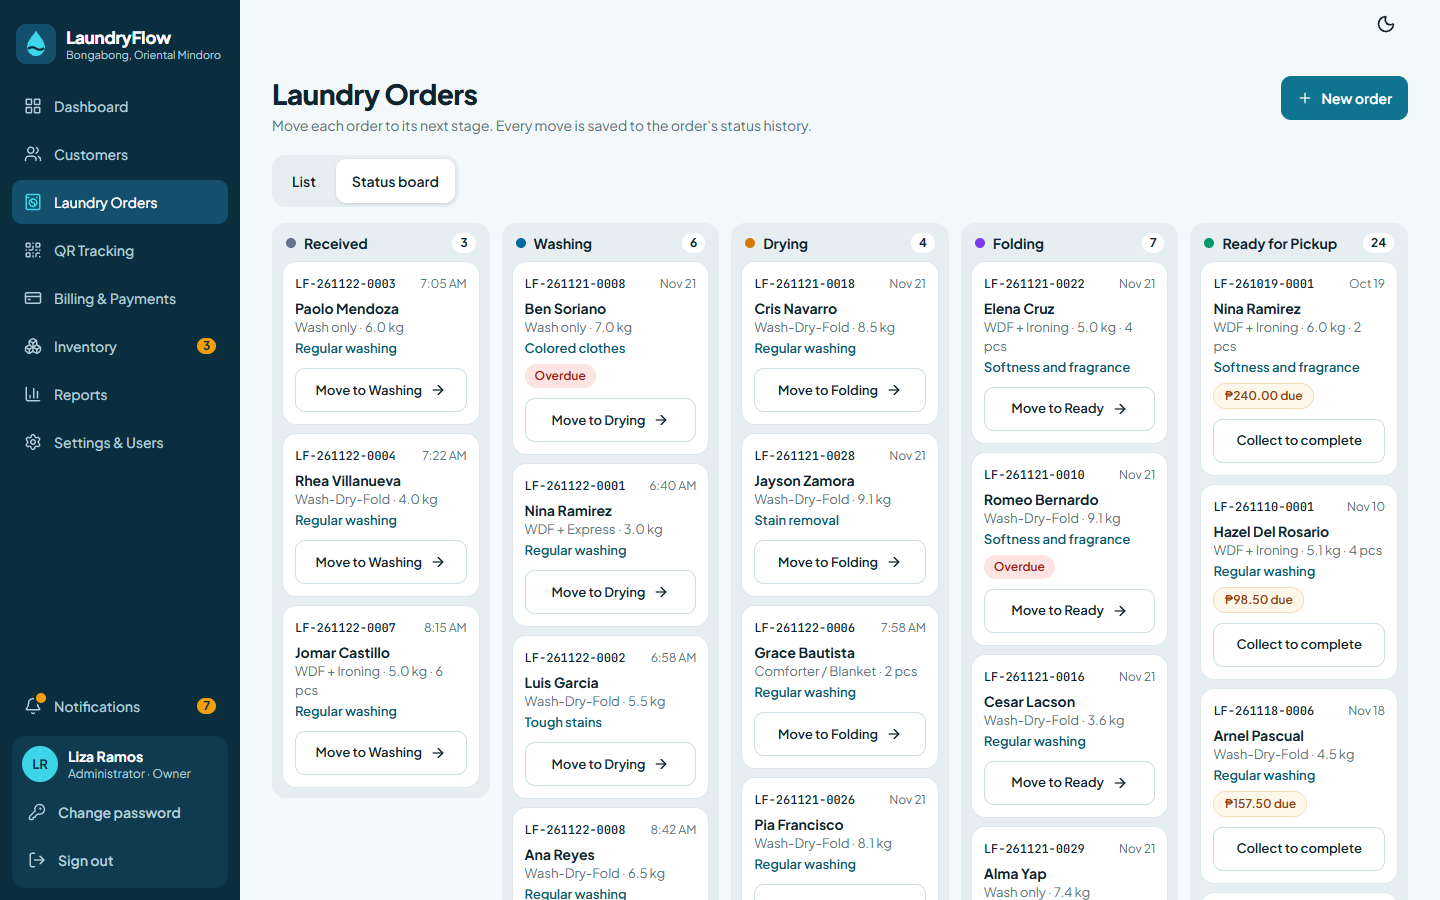 LaundryFlow
Bongabong, Oriental Mindoro
Dashboard
Customers
Laundry Orders
QR Tracking
Billing & Payments
Inventory
3
Reports
Settings & Users
Notifications
7
LR
Liza Ramos
Administrator · Owner
Change password
Sign out
Laundry Orders
Move each order to its next stage. Every move is saved to the order's status history.
New order
List
Status board
Received
3
LF-261122-0003
7:05 AM
Paolo Mendoza
Wash only · 6.0 kg
Regular washing
Move to Washing
LF-261122-0004
7:22 AM
Rhea Villanueva
Wash-Dry-Fold · 4.0 kg
Regular washing
Move to Washing
LF-261122-0007
8:15 AM
Jomar Castillo
WDF + Ironing · 5.0 kg · 6
pcs
Regular washing
Move to Washing
Washing
6
LF-261121-0008
Nov 21
Ben Soriano
Wash only · 7.0 kg
Colored clothes
Overdue
Move to Drying
LF-261122-0001
6:40 AM
Nina Ramirez
WDF + Express · 3.0 kg
Regular washing
Move to Drying
LF-261122-0002
6:58 AM
Luis Garcia
Wash-Dry-Fold · 5.5 kg
Tough stains
Move to Drying
LF-261122-0008
8:42 AM
Ana Reyes
Wash-Dry-Fold · 6.5 kg
Regular washing
Drying
4
LF-261121-0018
Nov 21
Cris Navarro
Wash-Dry-Fold · 8.5 kg
Regular washing
Move to Folding
LF-261121-0028
Nov 21
Jayson Zamora
Wash-Dry-Fold · 9.1 kg
Stain removal
Move to Folding
LF-261122-0006
7:58 AM
Grace Bautista
Comforter / Blanket · 2 pcs
Regular washing
Move to Folding
LF-261121-0026
Nov 21
Pia Francisco
Wash-Dry-Fold · 8.1 kg
Regular washing
Folding
7
LF-261121-0022
Nov 21
Elena Cruz
WDF + Ironing · 5.0 kg · 4
pcs
Softness and fragrance
Move to Ready
LF-261121-0010
Nov 21
Romeo Bernardo
Wash-Dry-Fold · 9.1 kg
Softness and fragrance
Overdue
Move to Ready
LF-261121-0016
Nov 21
Cesar Lacson
Wash-Dry-Fold · 3.6 kg
Regular washing
Move to Ready
LF-261121-0029
Nov 21
Alma Yap
Wash only · 7.4 kg
Ready for Pickup
24
LF-261019-0001
Oct 19
Nina Ramirez
WDF + Ironing · 6.0 kg · 2
pcs
Softness and fragrance
₱240.00 due
Collect to complete
LF-261110-0001
Nov 10
Hazel Del Rosario
WDF + Ironing · 5.1 kg · 4 pcs
Regular washing
₱98.50 due
Collect to complete
LF-261118-0006
Nov 18
Arnel Pascual
Wash-Dry-Fold · 4.5 kg
Regular washing
₱157.50 due
Collect to complete